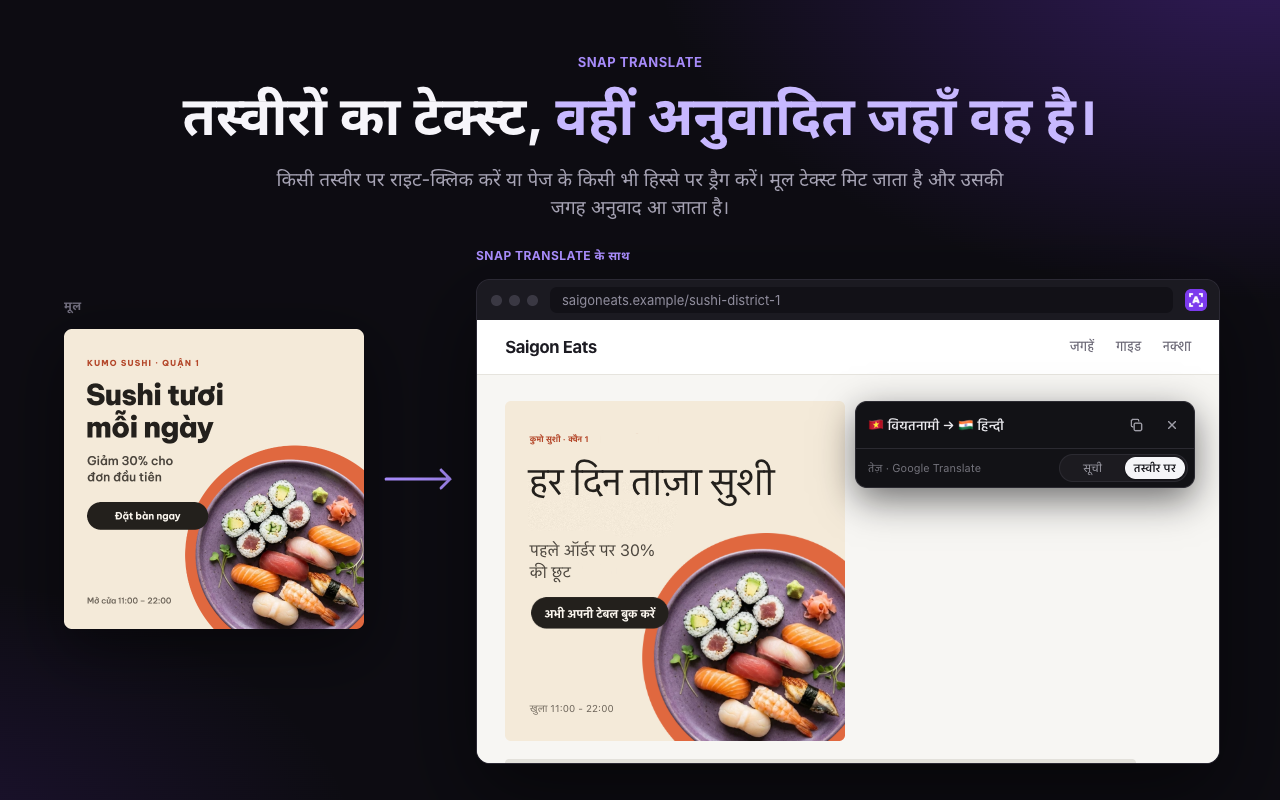 SNAP TRANSLATE
तस्वीरों का टेक्स्ट, वहीं अनुवादित जहाँ वह है।
किसी तस्वीर पर राइट-क्लिक करें या पेज के किसी भी हिस्से पर ड्रैग करें। मूल टेक्स्ट मिट जाता है और उसकी
जगह अनुवाद आ जाता है।
मूल
KUMO SUSHI · QUẬN 1
Sushi tươi
mỗi ngày
Giảm 30% cho
đơn đầu tiên
Đặt bàn ngay
Mở cửa 11:00 – 22:00
SNAP TRANSLATE के साथ
saigoneats.example/sushi-district-1
A
Saigon Eats
जगहें गाइड नक्शा
कुमो सुशी · क्वैन 1
हर दिन ताज़ा सुशी
पहले ऑर्डर पर 30%
की छूट
अभी अपनी टेबल बुक करें
खुला 11:00 - 22:00
वियतनामी → हिन्दी
तेज · Google Translate
सूची तस्वीर पर